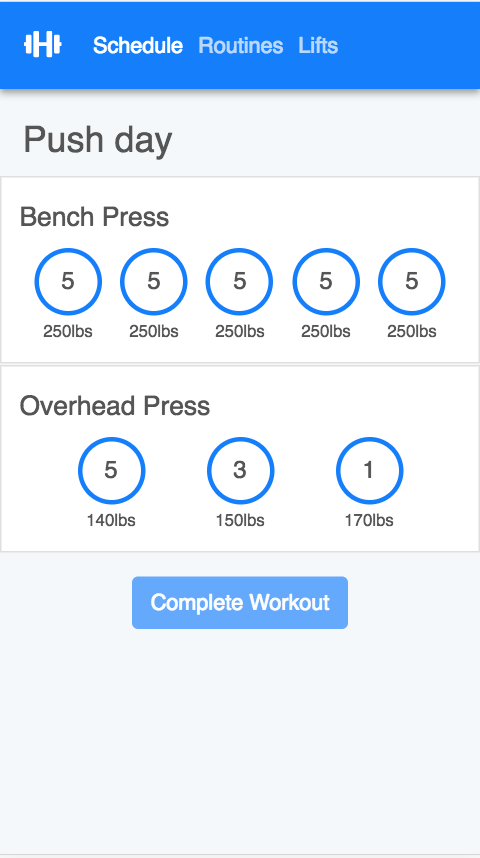 Schedule Routines Lifts
Push day
Bench Press
5 5 5 5 5
250lbs 250lbs 250lbs 250lbs 250lbs
Overhead Press
5 3 1
140lbs 150lbs 170lbs
Complete Workout